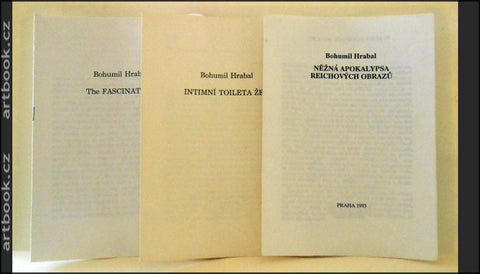 artbook.cz artbook.cz
Bohumil Hrabal
The FASCINAT
Bohumil Hrabal
INTIMNÍ TOILETA ŽE
Bohumil Hrabal
NĚŽNÁ APOKALYPSA
REICHOVÝCH OBRAZŮ
PRAHA 1993